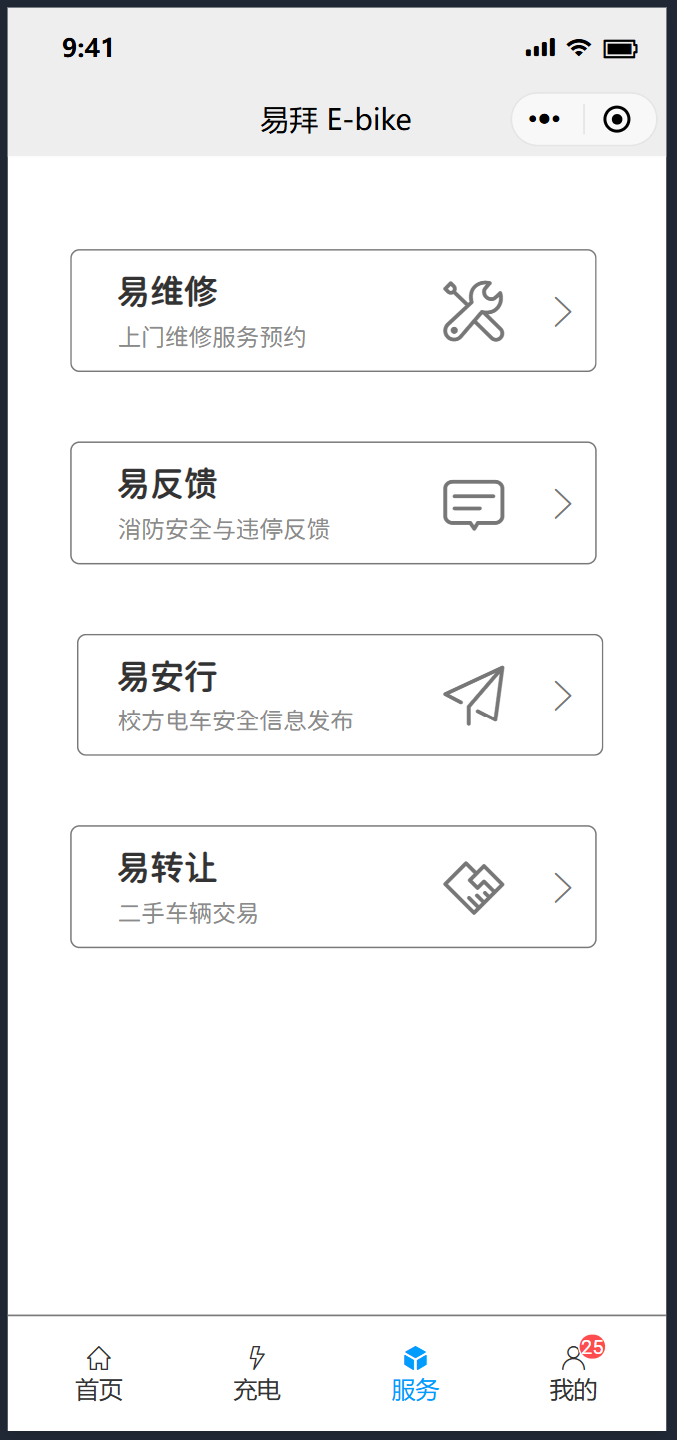 9:41
易拜 E-bike
易维修
上门维修服务预约
易反馈
消防安全与违停反馈
易安行
校方电车安全信息发布
易转让
二手车辆交易
25
首页 充电 服务 我的